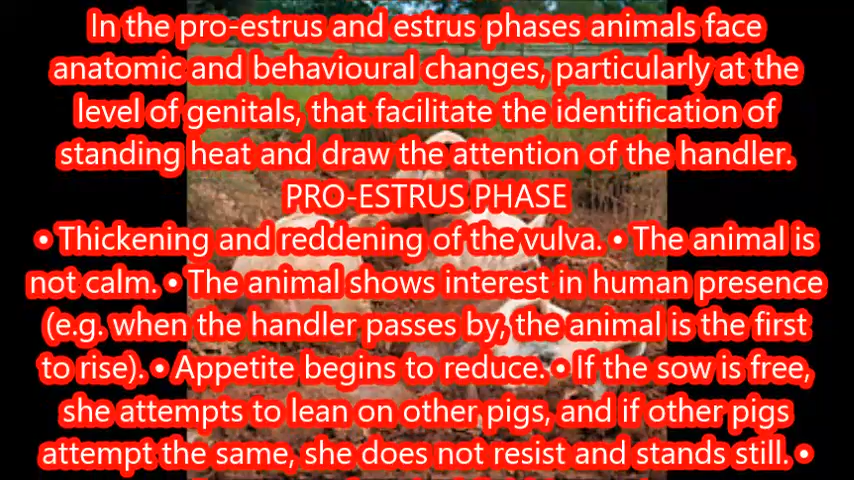 In the pro-estrus and estrus phases animals face
anatomic and behavioural changes, particularly at the
level of genitals, that facilitate the identification of
standing heat and draw the attention of the handler.
PRO-ESTRUS PHASE
• Thickening and reddening of the vulva. • The animal is
not calm. • The animal shows interest in human presence
(e.g. when the handler passes by, the animal is the first
to rise). • Appetite begins to reduce. • If the sow is free,
she attempts to lean on other pigs, and if other pigs
attempt the same, she does not resist and stands still. •